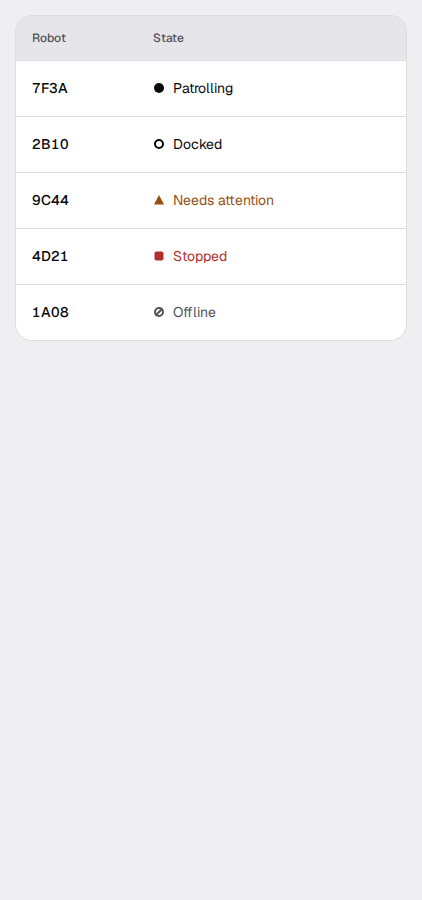 Robot State
7F3A Patrolling
2B10 Docked
9C44 Needs attention
4D21 Stopped
1A08 Offline